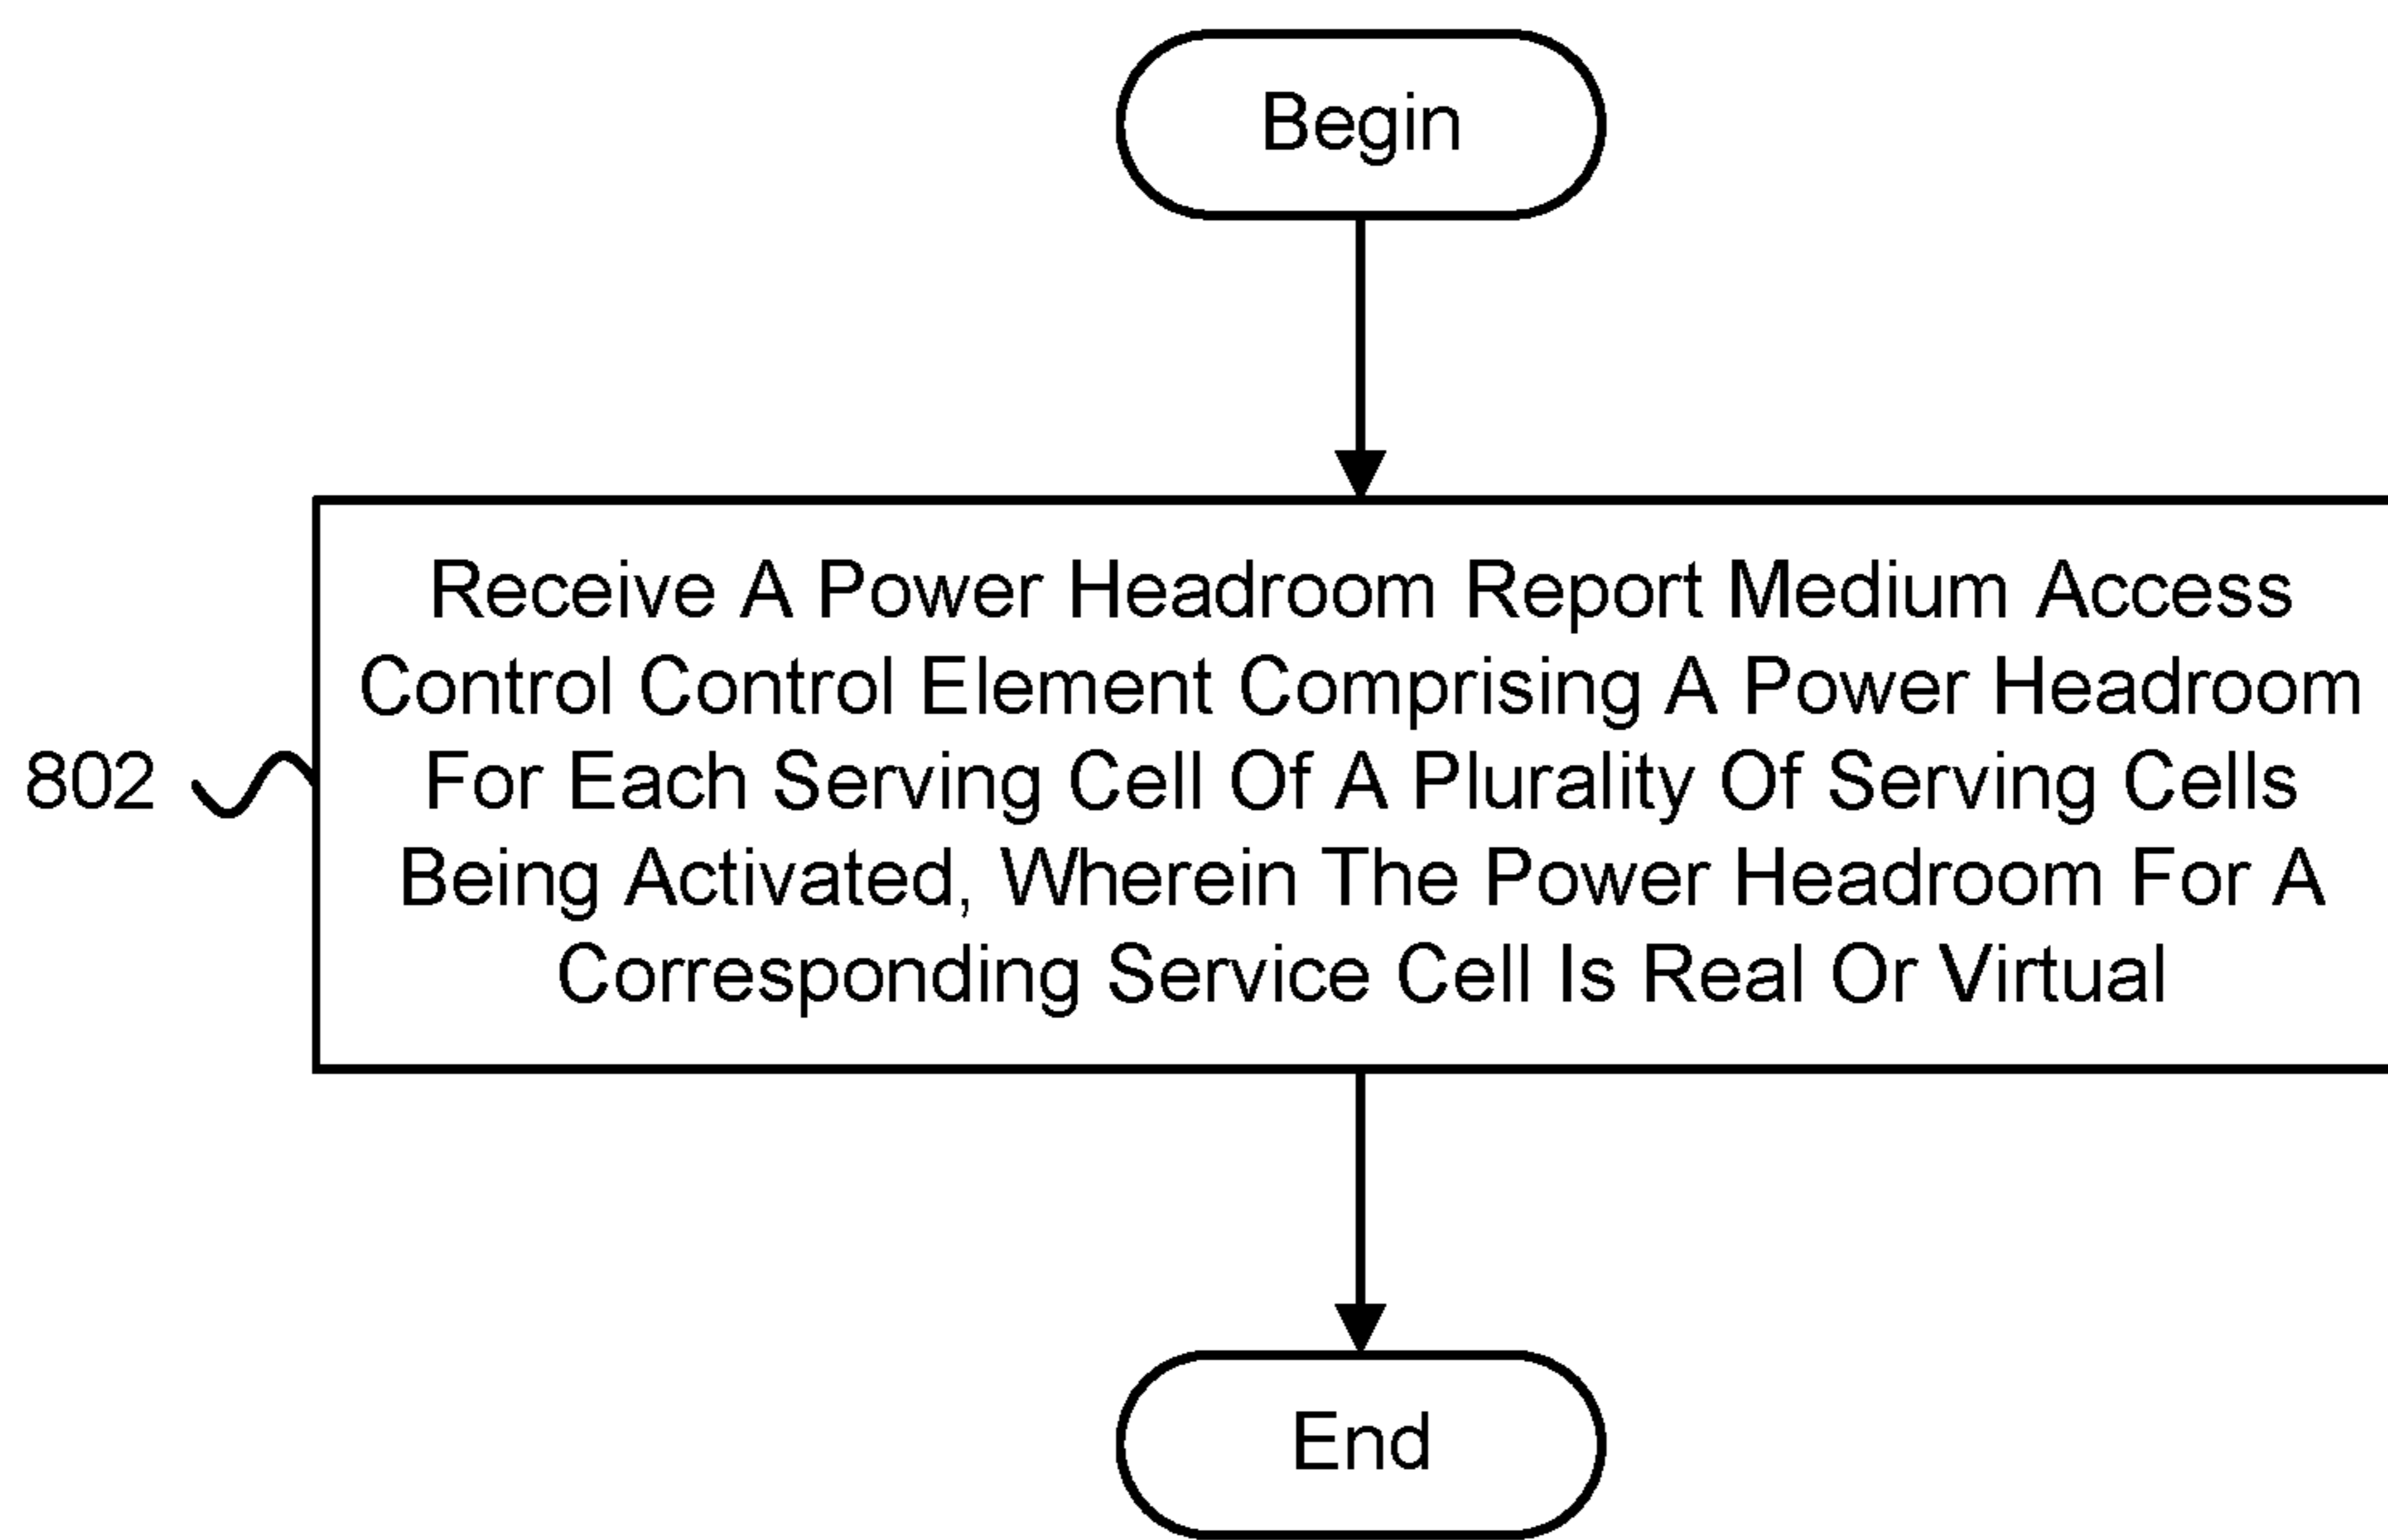 Begin
Receive A Power Headroom Report Medium Access
Control Control Element Comprising A Power Headroom
For Each Serving Cell Of A Plurality Of Serving Cells
Being Activated, Wherein The Power Headroom For A
Corresponding Service Cell Is Real Or Virtual
802
End